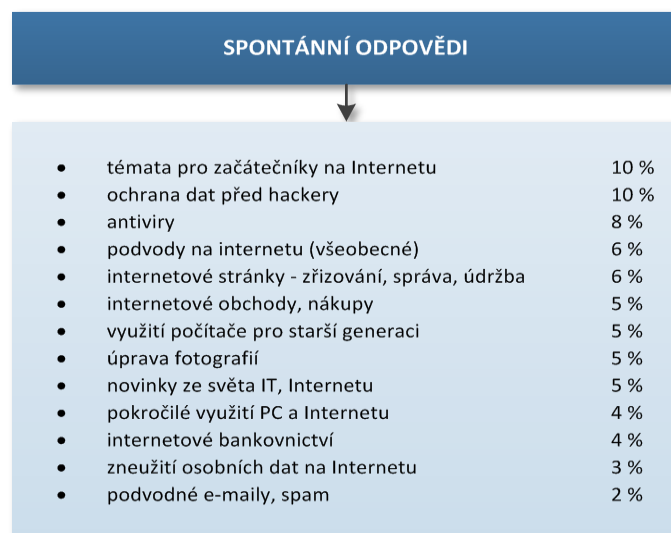 SPONTÁNNÍ ODPOVĚDI
• témata pro začátečníky na Internetu 10 %
• ochrana dat před hackery 10 %
• antiviry 8 %
• podvody na internetu (všeobecné) 6 %
• internetové stránky - zřizování, správa, údržba 6 %
• internetové obchody, nákupy 5 %
• využití počítače pro starší generaci 5 %
• úprava fotografií 5 %
• novinky ze světa IT, Internetu 5 %
• pokročilé využití PC a Internetu 4 %
• internetové bankovnictví 4 %
• zneužití osobních dat na Internetu 3 %
• podvodné e-maily, spam 2 %